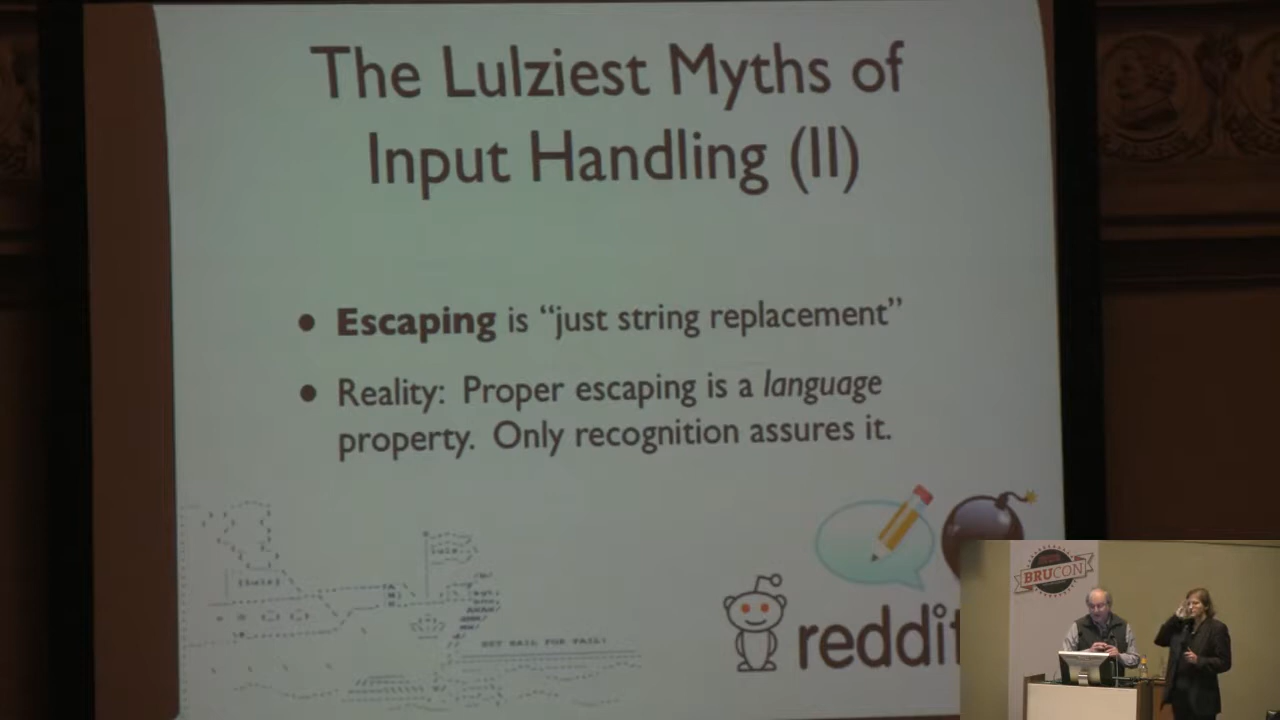 The Lulziest Myths of
Input Handling (II)
• Escaping is “just string replacement”
• Reality: Proper escaping is a language
property. Only recognition assures it.
reddit
BRUCON